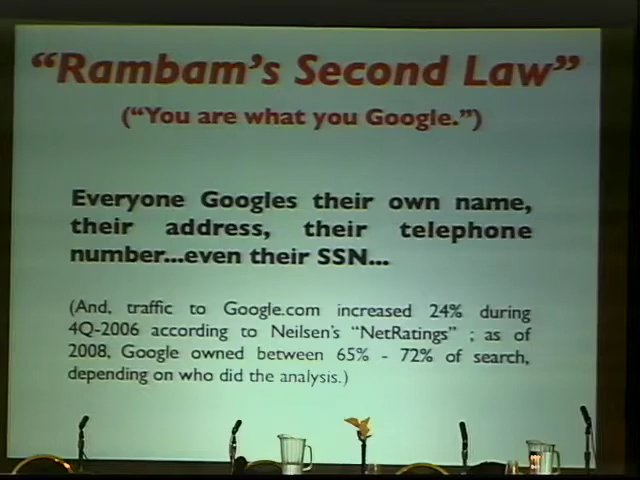 “Rambam’s Second Law”
(“You are what you Google.”)
Everyone Googles their own name,
their address, their telephone
number...even their SSN...
(And, traffic to Google.com increased 24% during
4Q-2006 according to Neilsen’s “NetRatings” ; as of
2008, Google owned between 65% - 72% of search,
depending on who did the analysis.)